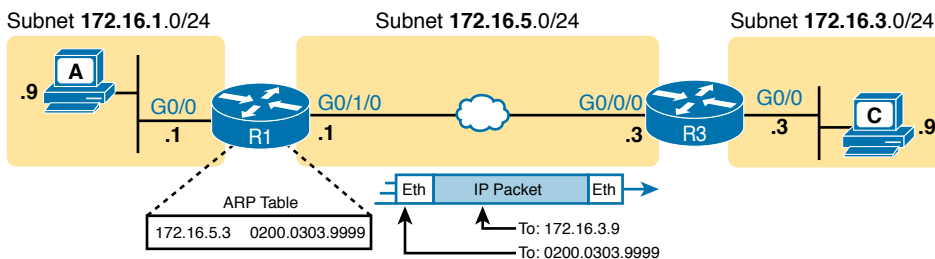 Subnet 172.16.1.0/24
Subnet 172.16.5.0/24
Subnet 172.16.3.0/24
A
.9
G0/0
.1
R1
G0/1/0
.1
G0/0/0
.3
R3
G0/0
.3
C
.9
ARP Table
172.16.5.3 0200.0303.9999
Eth
IP Packet
Eth
To: 172.16.3.9
To: 0200.0303.9999